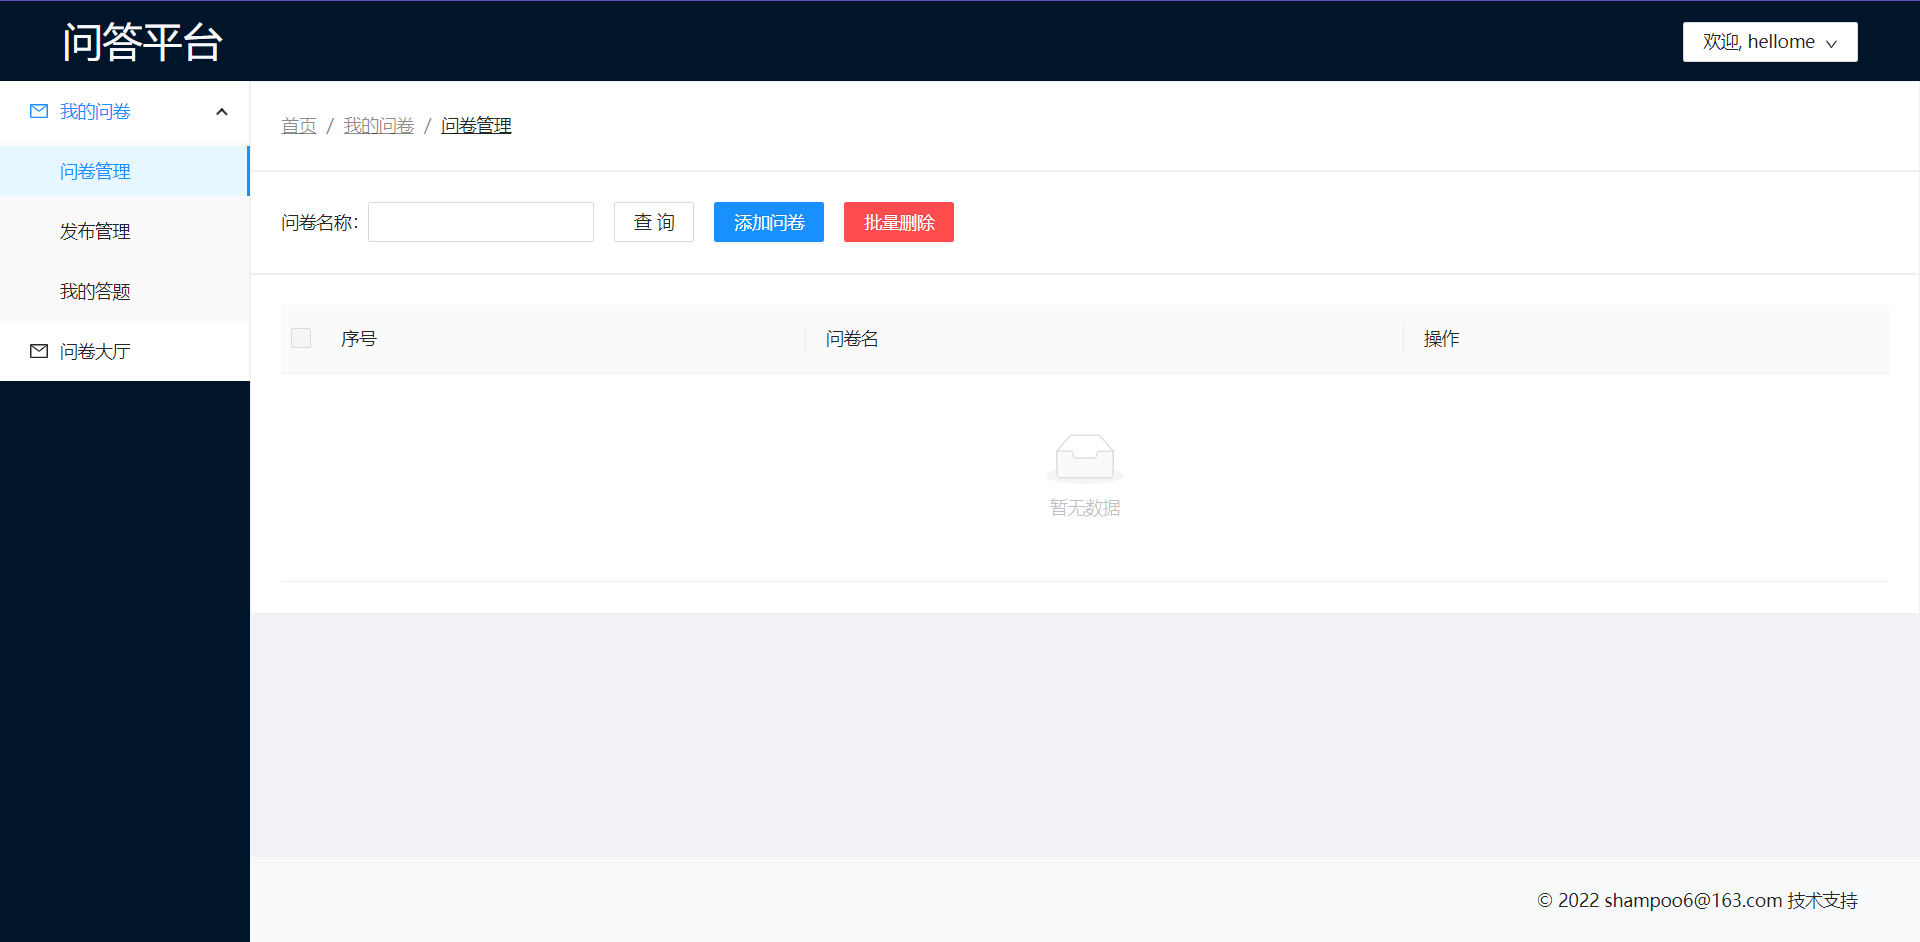 问答平台
欢迎, hellome
我的问卷
问卷管理
发布管理
我的答题
问卷大厅
首页 / 我的问卷 / 问卷管理
问卷名称:
查 询
添加问卷
批量删除
序号 问卷名 操作
暂无数据
© 2022 shampoo6@163.com 技术支持